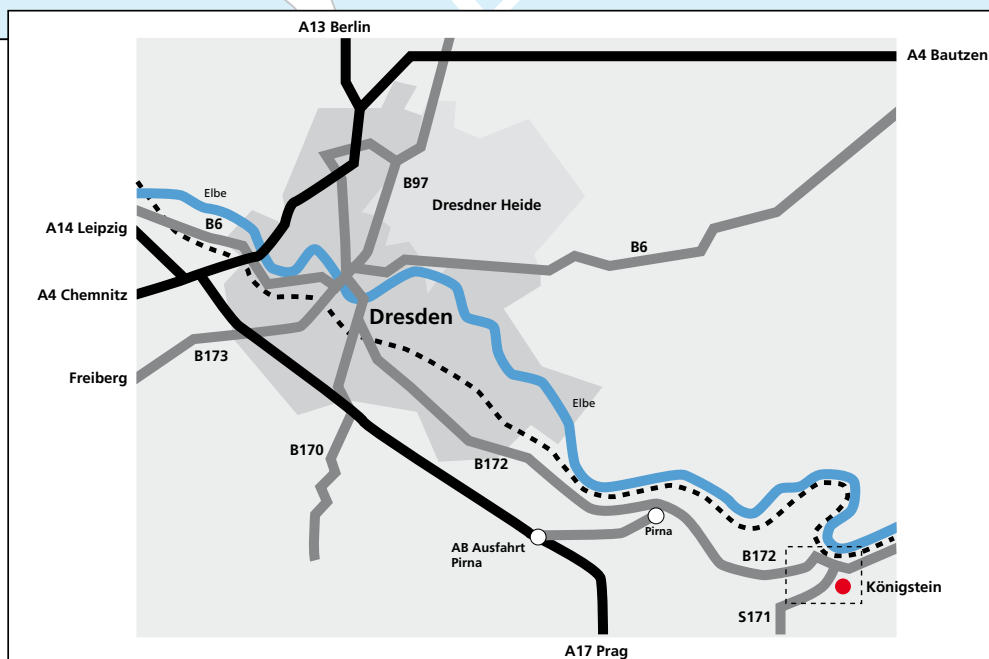 A13 Berlin
A4 Bautzen
B97
Elbe
Dresdner Heide
B6
A14 Leipzig
B6
A4 Chemnitz
Dresden
B173
Freiberg
Elbe
B170
B172
Pirna
AB Ausfahrt
Pirna
B172
Königstein
S171
A17 Prag